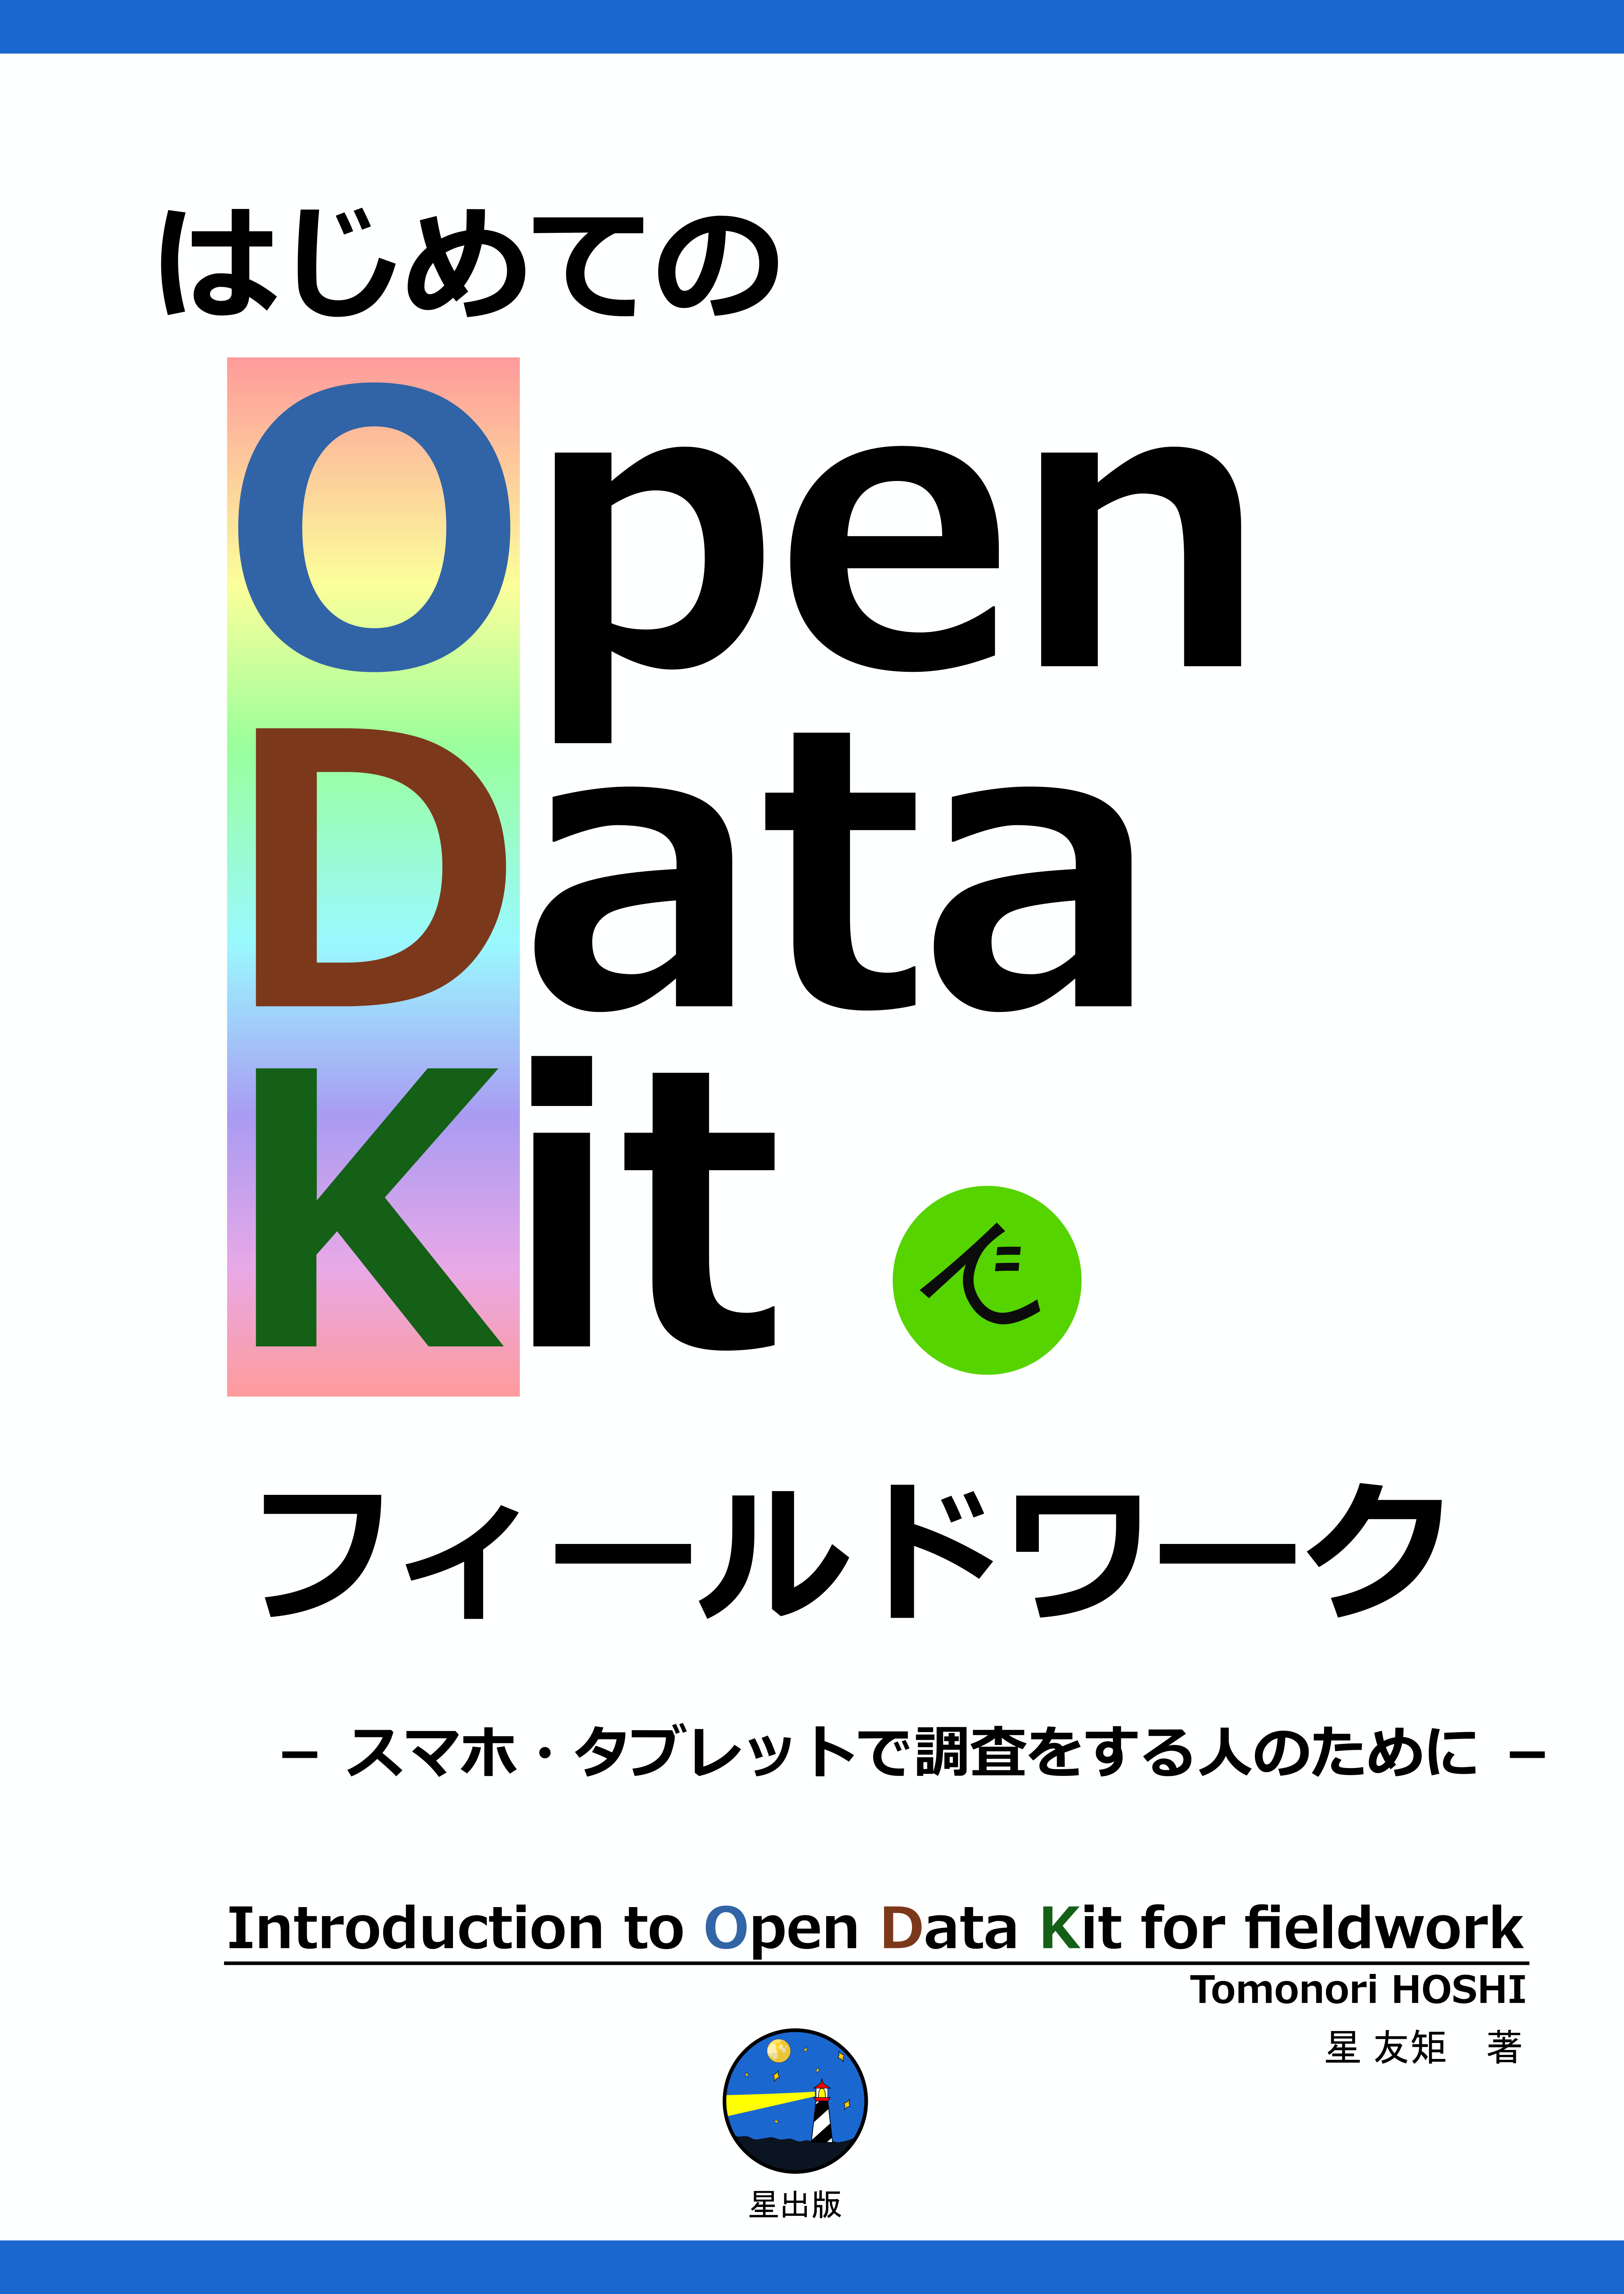 はじめての
Open
Data
Kit で
フィールドワーク
– スマホ・タブレットで調査をする人のために –
Introduction to Open Data Kit for fieldwork
Tomonori HOSHI
星 友矩　著
星出版